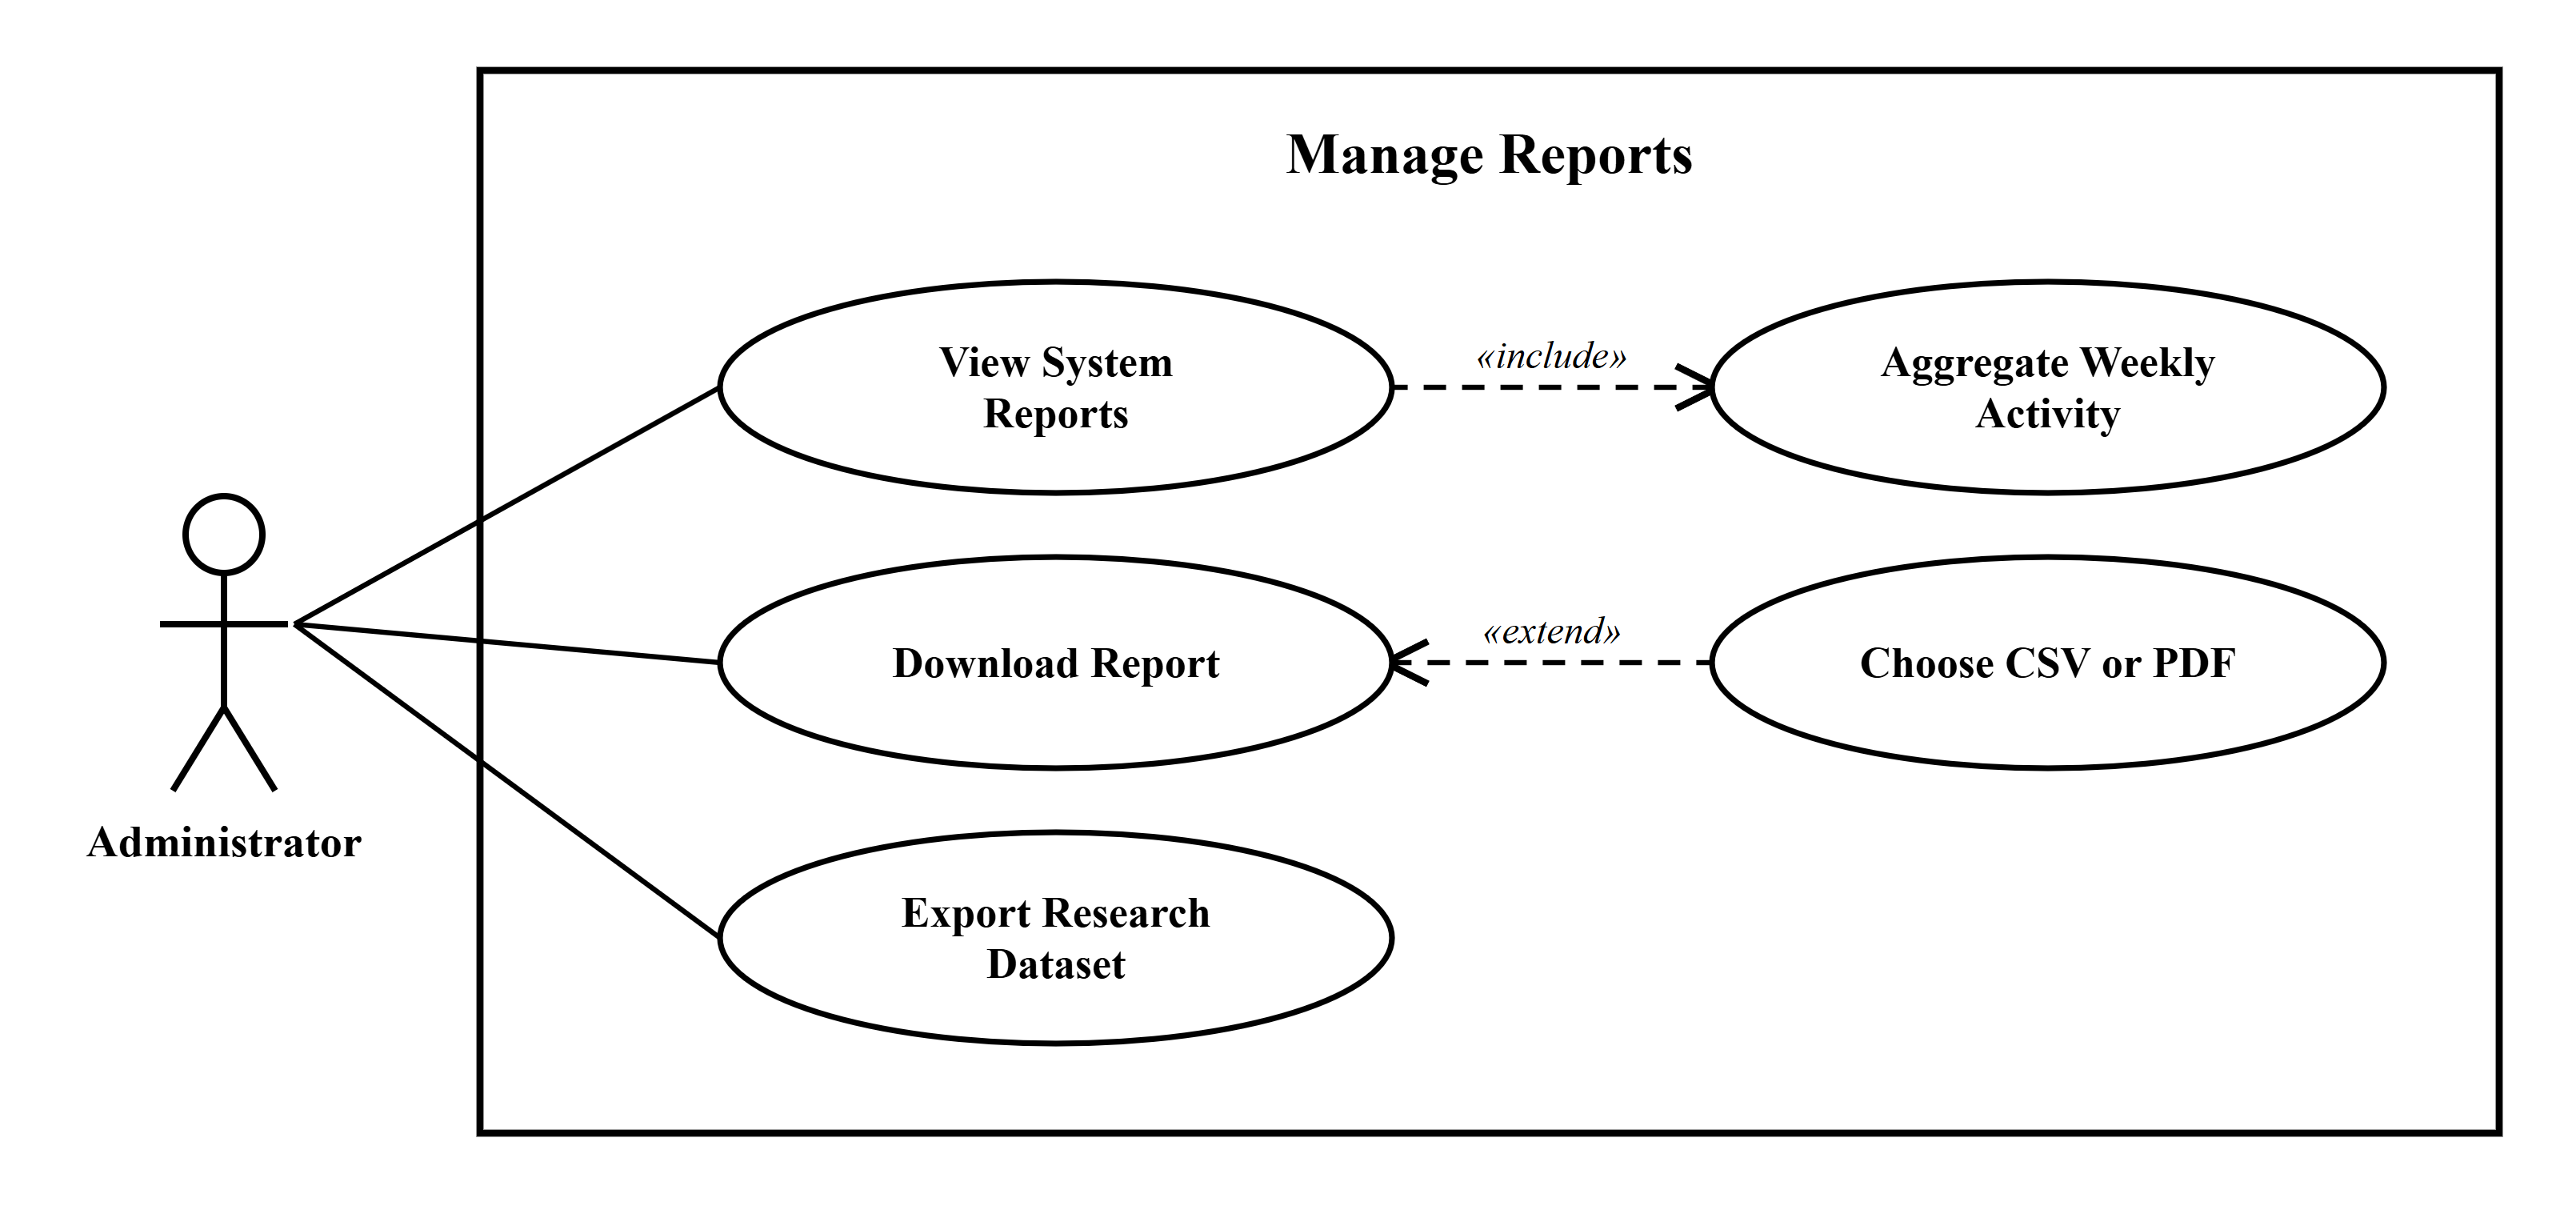 Manage Reports
View System
Reports
«include»
Aggregate Weekly
Activity
Download Report
«extend»
Choose CSV or PDF
Administrator
Export Research
Dataset